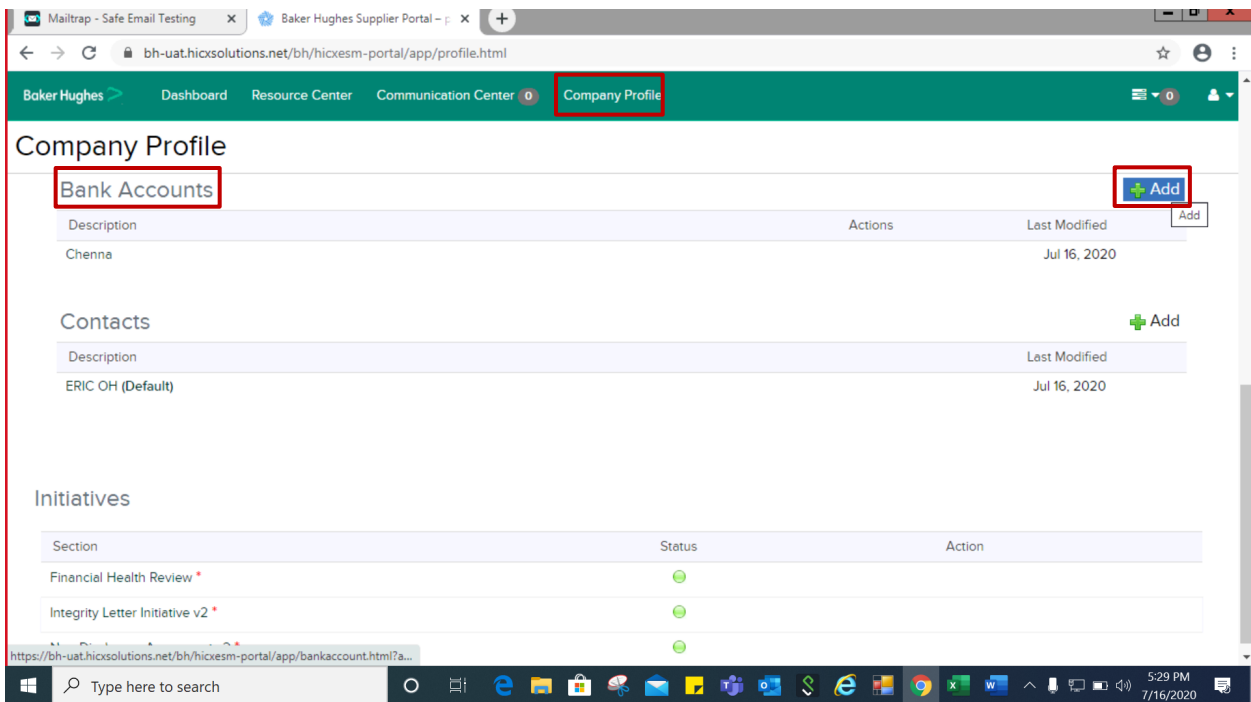 Mailtrap - Safe Email Testing x Baker Hughes Supplier Portal – p x +
bh-uat.hicxsolutions.net/bh/hicxesm-portal/app/profile.html
Baker Hughes Dashboard Resource Center Communication Center 0 Company Profile 0
Company Profile
Bank Accounts Add
Add
Description Actions Last Modified
Chenna Jul 16, 2020
Contacts Add
Description Last Modified
ERIC OH (Default) Jul 16, 2020
Initiatives
Section Status Action
Financial Health Review *
Integrity Letter Initiative v2 *
https://bh-uat.hicxsolutions.net/bh/hicxesm-portal/app/bankaccount.html?a...
Type here to search 5:29 PM
7/16/2020